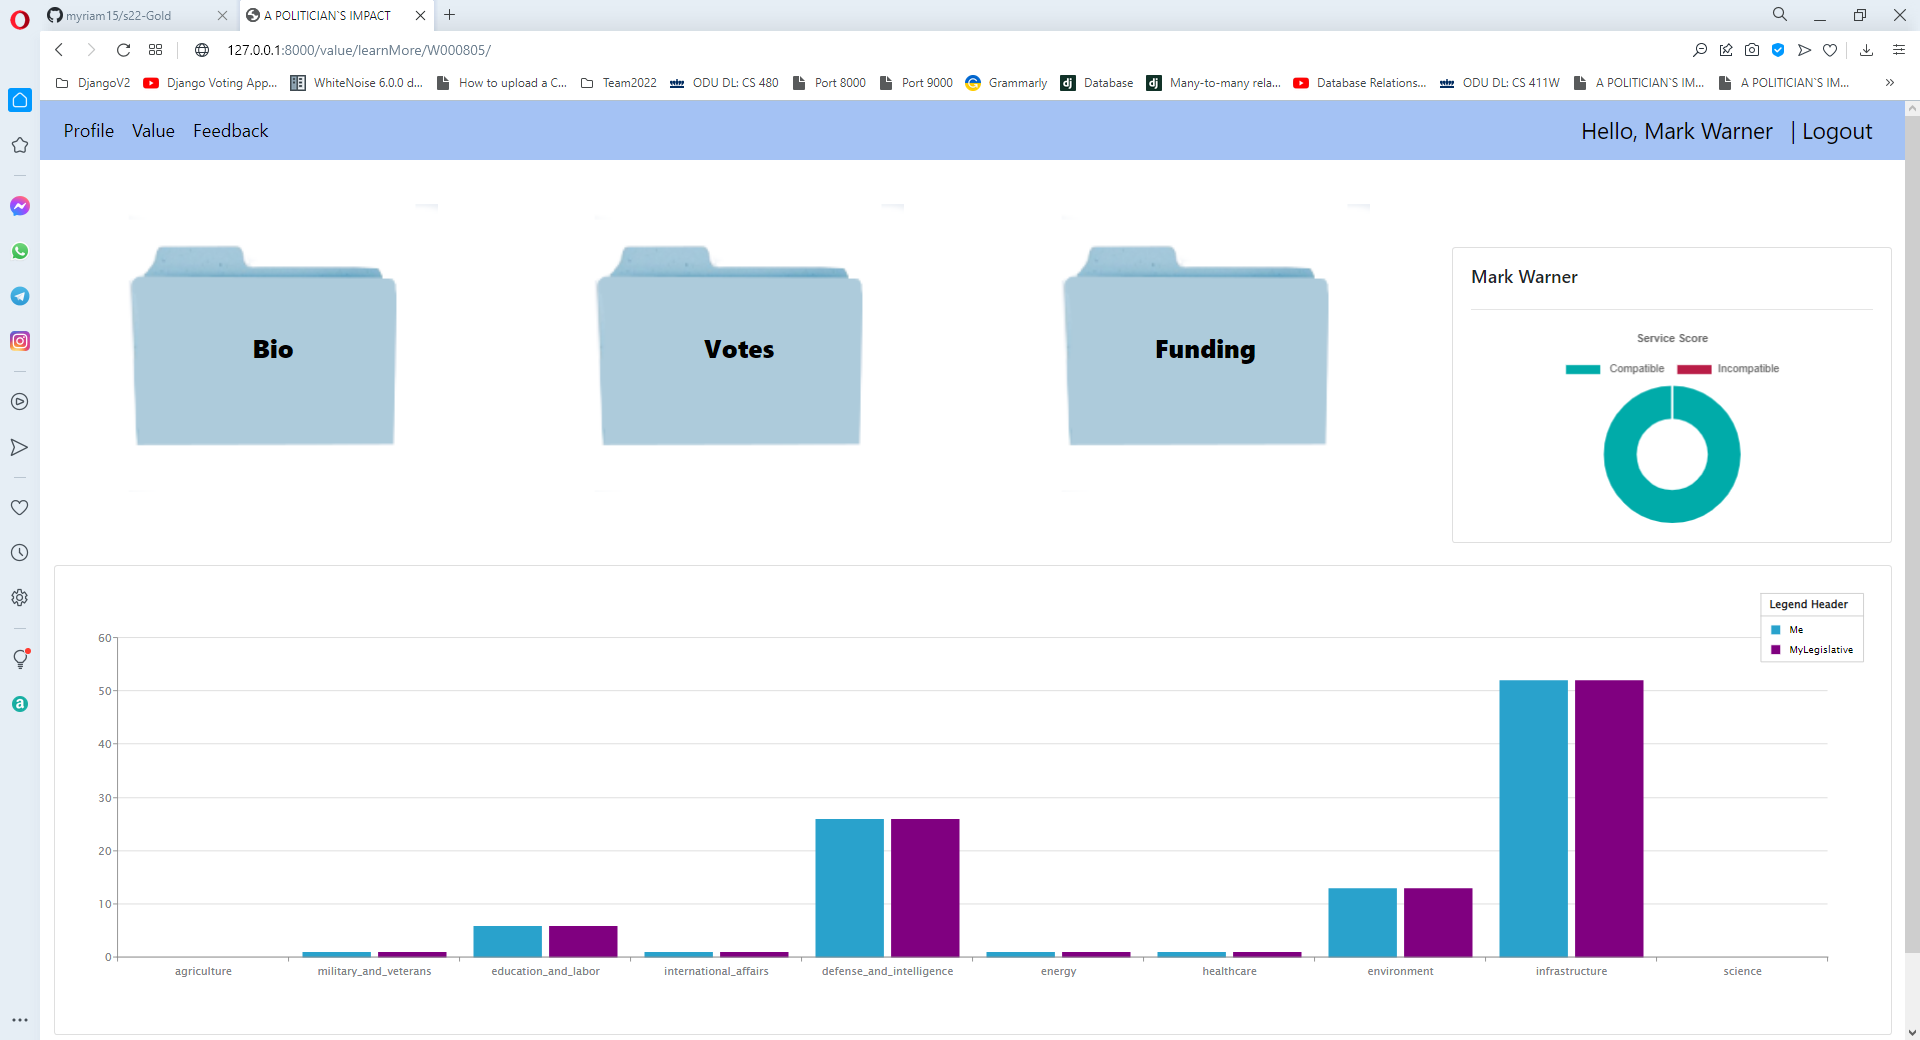 myriam15/s22-Gold
A POLITICIAN`S IMPACT
127.0.0.1:8000/value/learnMore/W000805/
DjangoV2 Django Voting App... WhiteNoise 6.0.0 d... How to upload a C... Team2022 ODU DL: CS 480 Port 8000 Port 9000 Grammarly Database Many-to-many rela... Database Relations... ODU DL: CS 411W A POLITICIAN`S IM... A POLITICIAN`S IM... »
Profile Value Feedback
Hello, Mark Warner | Logout
Bio
Votes
Funding
Mark Warner
Service Score
Compatible Incompatible
Legend Header
Me
MyLegislative
60
50
40
30
20
10
0
agriculture military_and_veterans education_and_labor international_affairs defense_and_intelligence energy healthcare environment infrastructure science